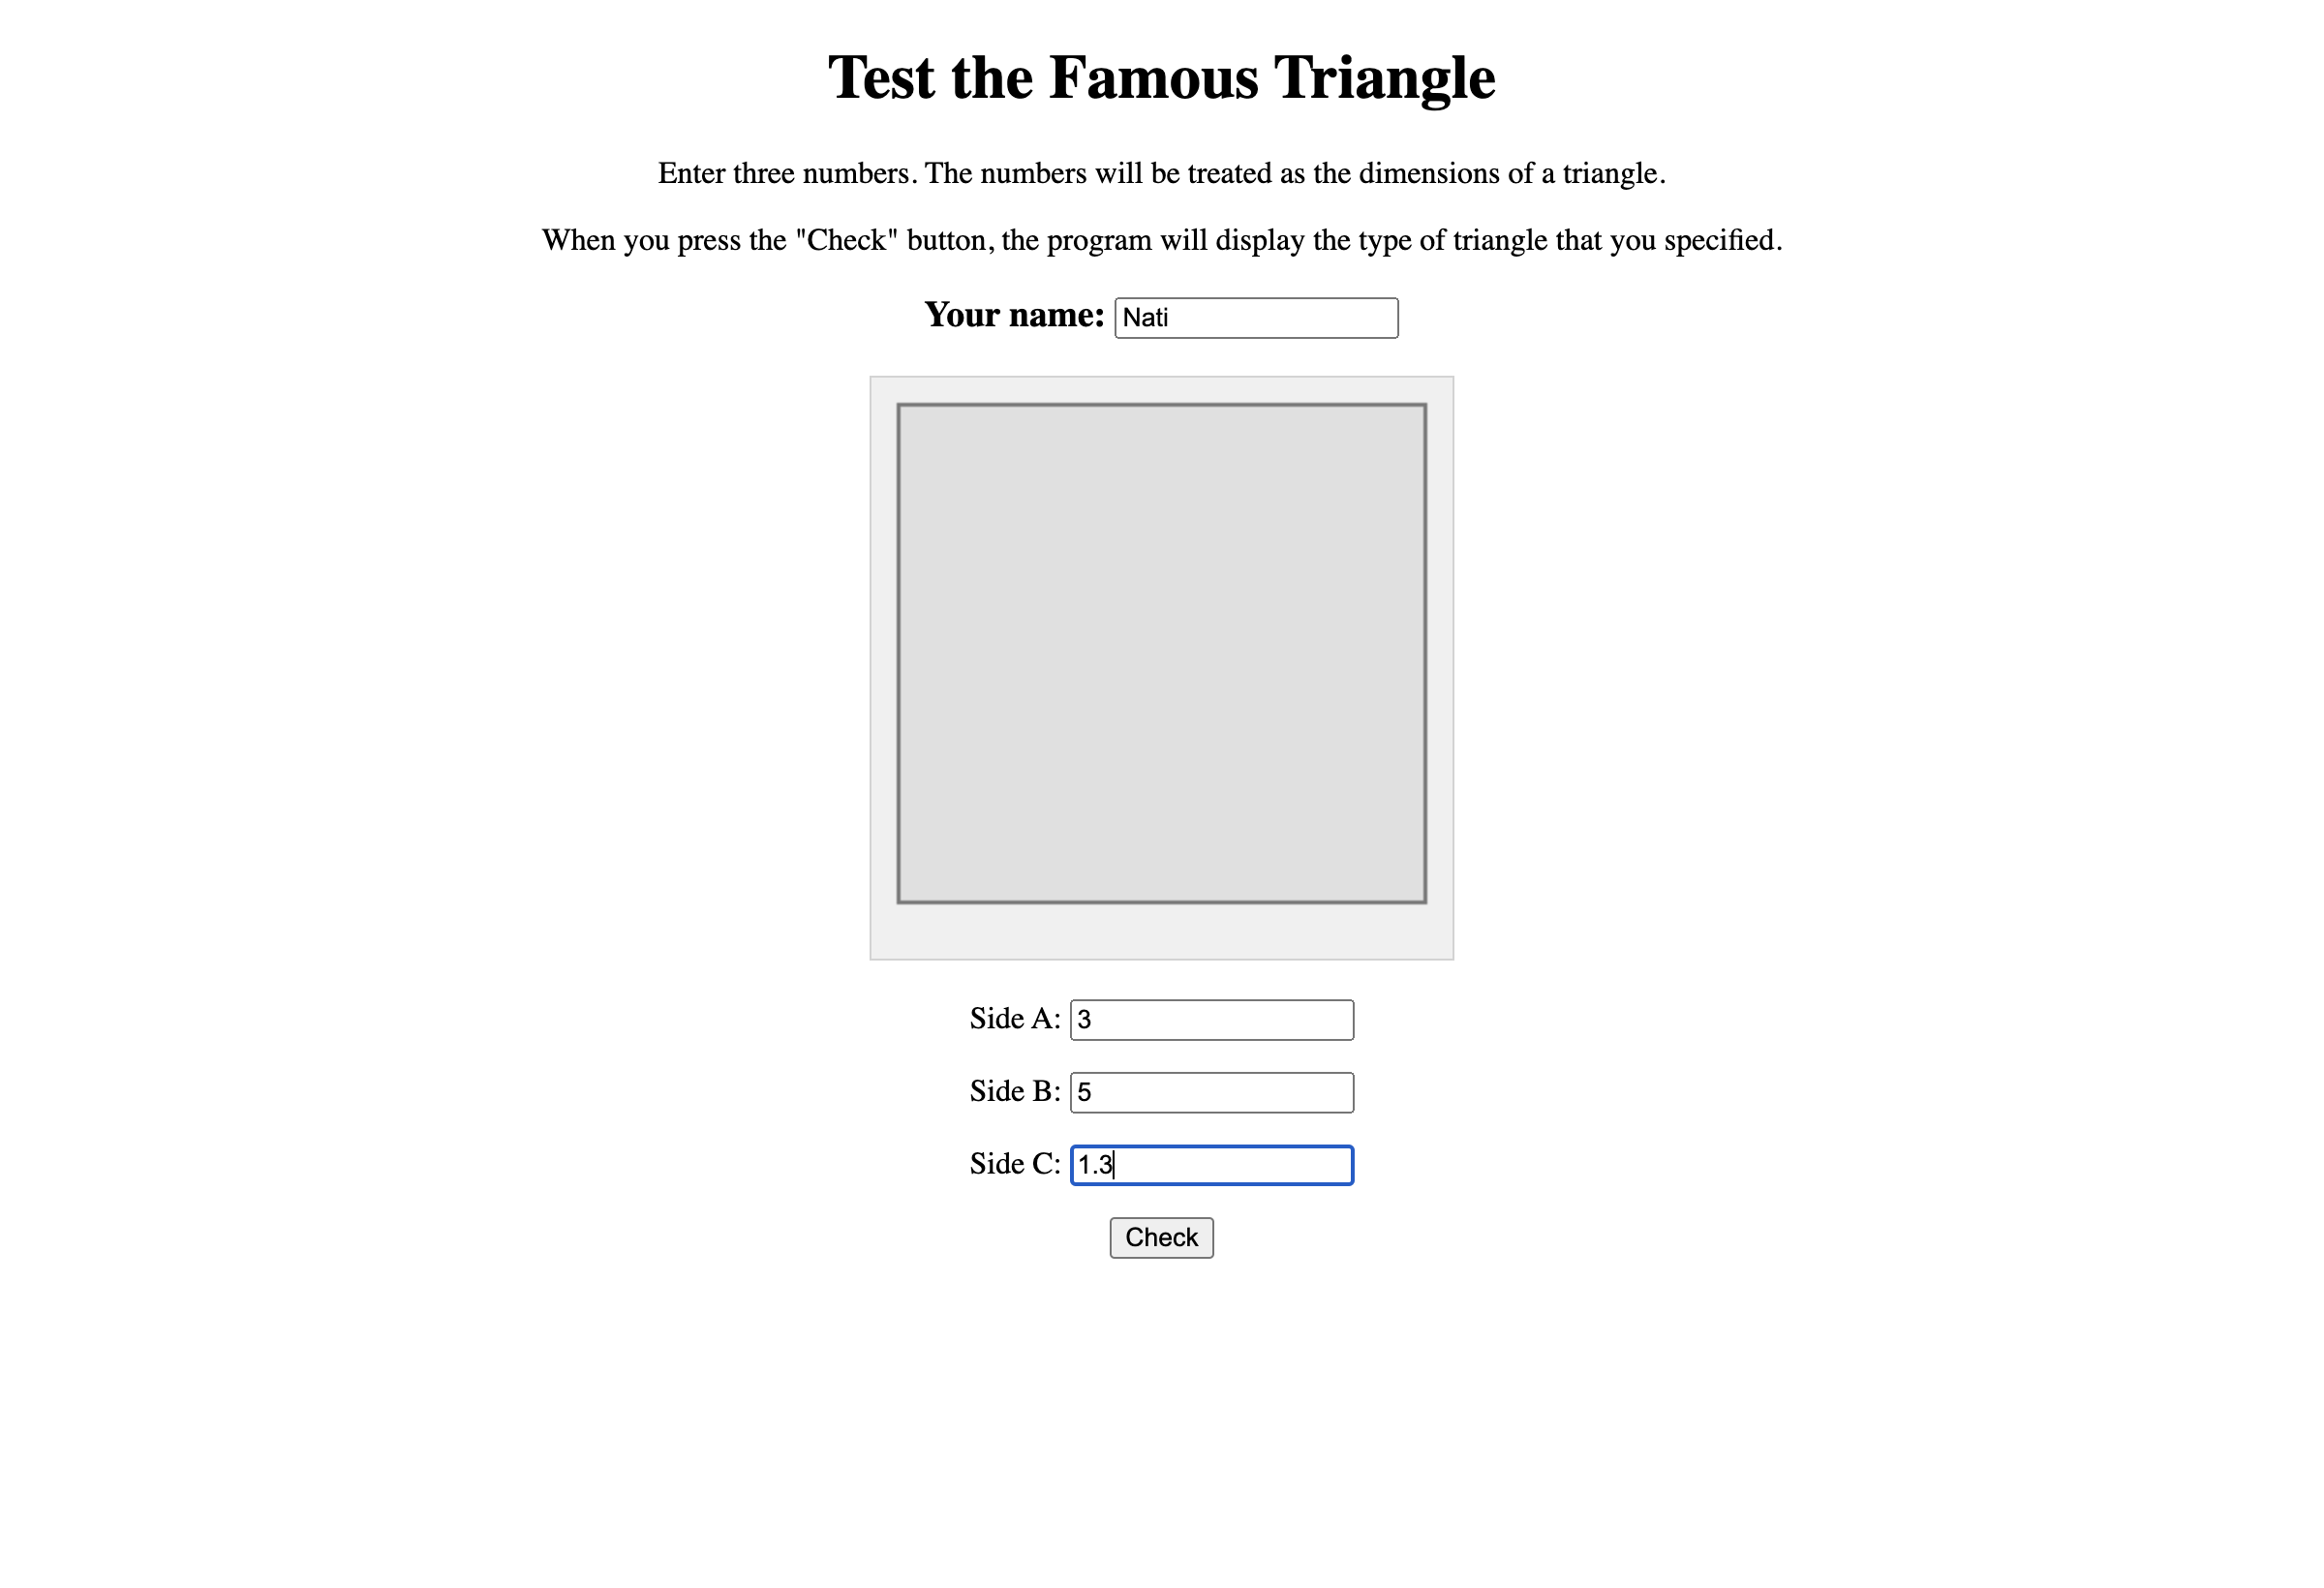 Test the Famous Triangle
Enter three numbers. The numbers will be treated as the dimensions of a triangle.
When you press the "Check" button, the program will display the type of triangle that you specified.
Your name: Nati
Side A: 3
Side B: 5
Side C: 1.3
Check